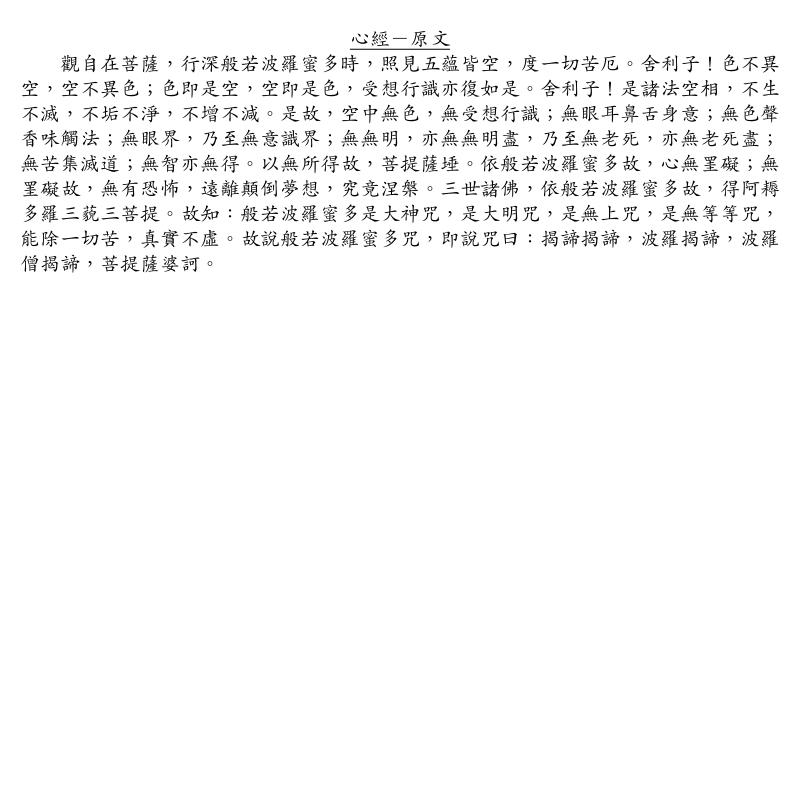 心經－原文
觀自在菩薩，行深般若波羅蜜多時，照見五蘊皆空，度一切苦厄。舍利子！色不異
空，空不異色；色即是空，空即是色，受想行識亦復如是。舍利子！是諸法空相，不生
不滅，不垢不淨，不增不減。是故，空中無色，無受想行識；無眼耳鼻舌身意；無色聲
香味觸法；無眼界，乃至無意識界；無無明，亦無無明盡，乃至無老死，亦無老死盡；
無苦集滅道；無智亦無得。以無所得故，菩提薩埵。依般若波羅蜜多故，心無罣礙；無
罣礙故，無有恐怖，遠離顛倒夢想，究竟涅槃。三世諸佛，依般若波羅蜜多故，得阿耨
多羅三藐三菩提。故知：般若波羅蜜多是大神咒，是大明咒，是無上咒，是無等等咒，
能除一切苦，真實不虛。故說般若波羅蜜多咒，即說咒曰：揭諦揭諦，波羅揭諦，波羅
僧揭諦，菩提薩婆訶。